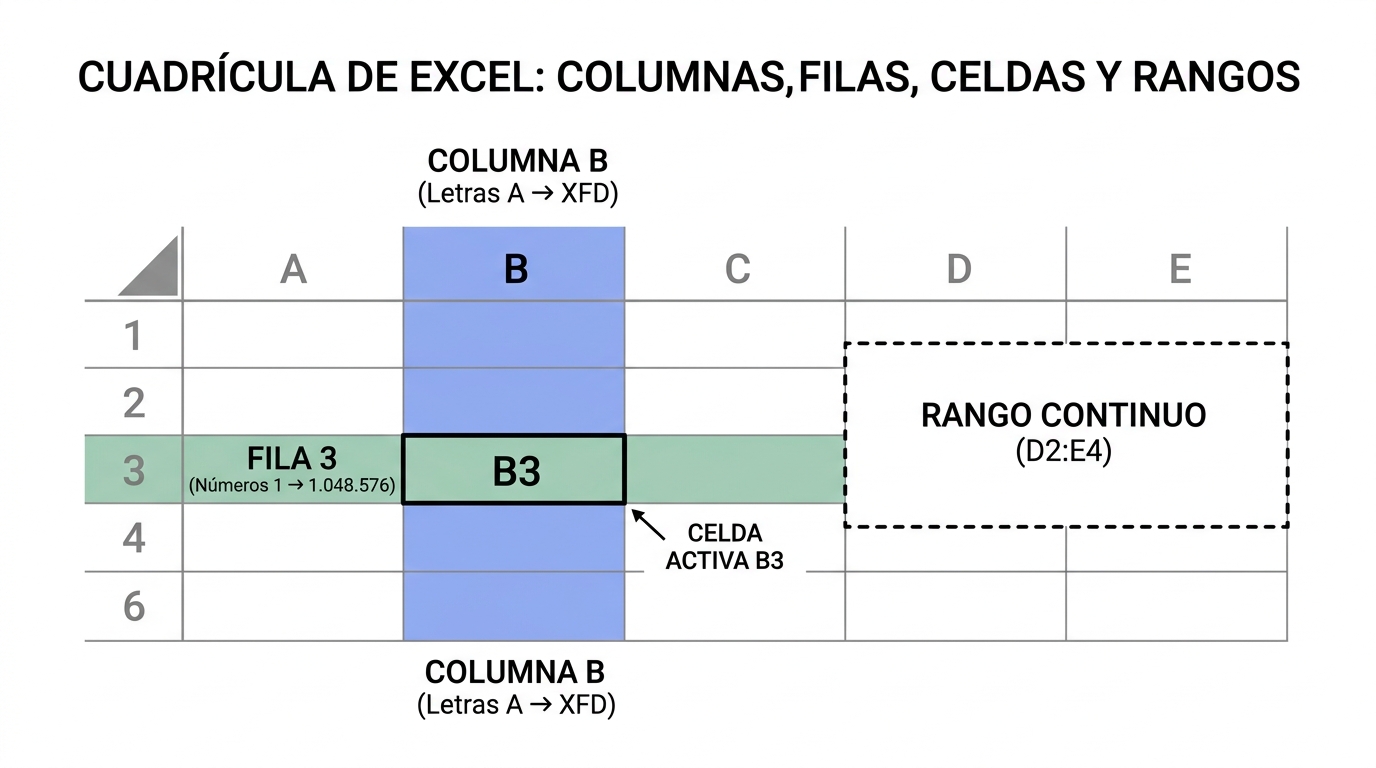 CUADRÍCULA DE EXCEL: COLUMNAS, FILAS, CELDAS Y RANGOS
COLUMNA B
(Letras A → XFD)
A B C D E
1
2
RANGO CONTINUO
(D2:E4)
3 FILA 3 B3
(Números 1 → 1.048.576)
4 CELDA
ACTIVA B3
6
COLUMNA B
(Letras A → XFD)